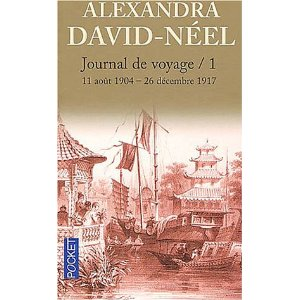 ALEXANDRA
DAVID-NÉEL
Journal de voyage / 1
11 août 1904 – 26 décembre 1917
POCKET